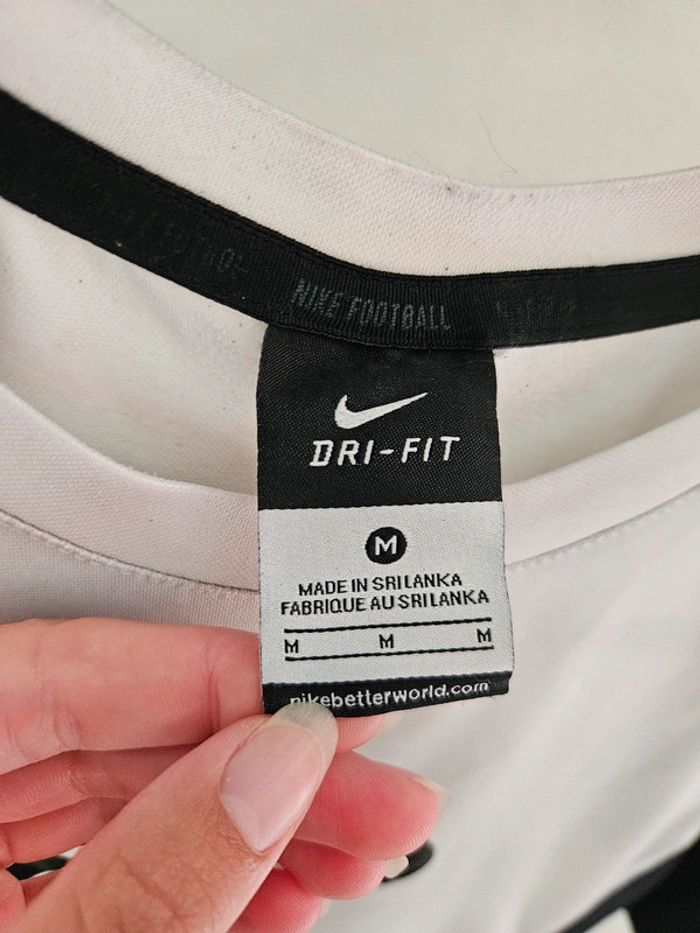 NIKE FOOTBALL
DRI-FIT
M
MADE IN SRI LANKA
FABRIQUE AU SRI LANKA
M M M
nikebetterworld.com